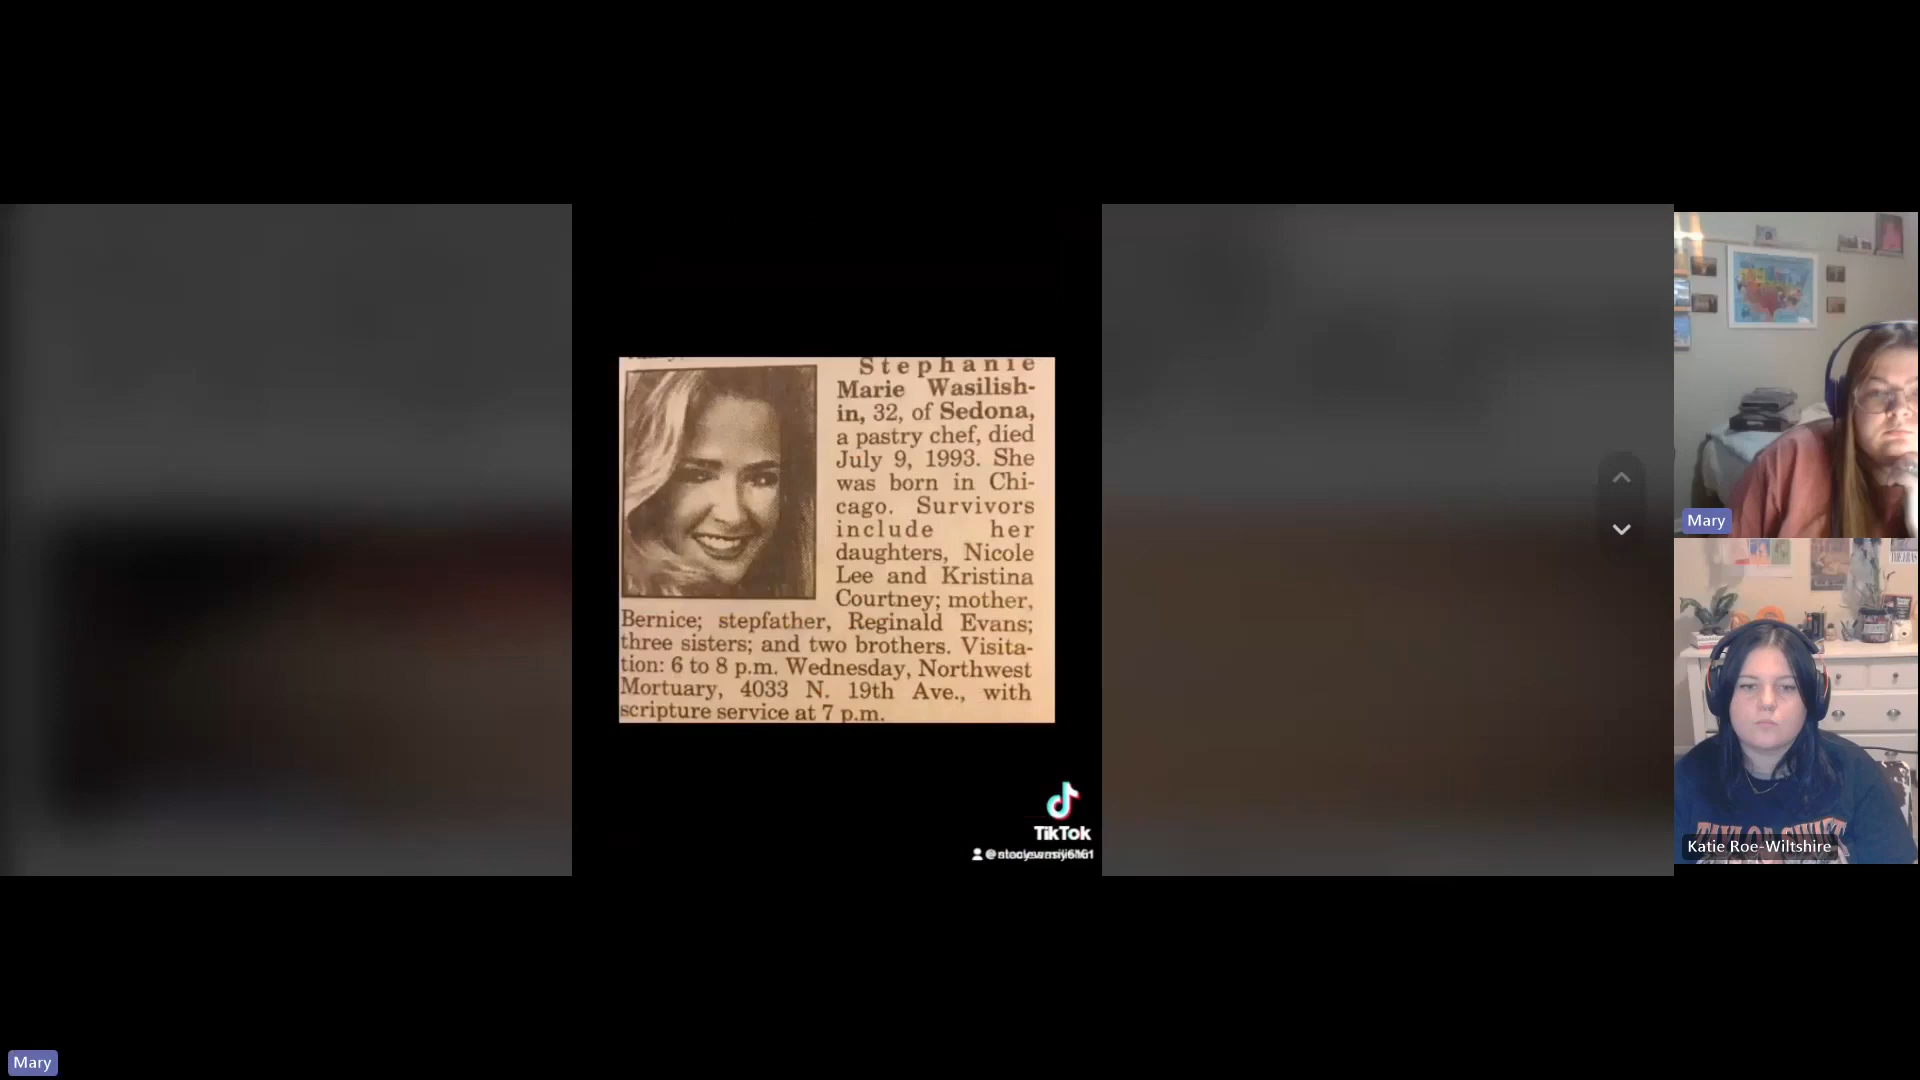 Stephanie
Marie Wasilish-
in, 32, of Sedona,
a pastry chef, died
July 9, 1993. She
was born in Chi-
cago. Survivors
include her
daughters, Nicole
Lee and Kristina
Courtney; mother,
Bernice; stepfather, Reginald Evans;
three sisters; and two brothers. Visita-
tion: 6 to 8 p.m. Wednesday, Northwest
Mortuary, 4033 N. 19th Ave., with
scripture service at 7 p.m.
TikTok
Mary
Katie Roe-Wiltshire
Mary